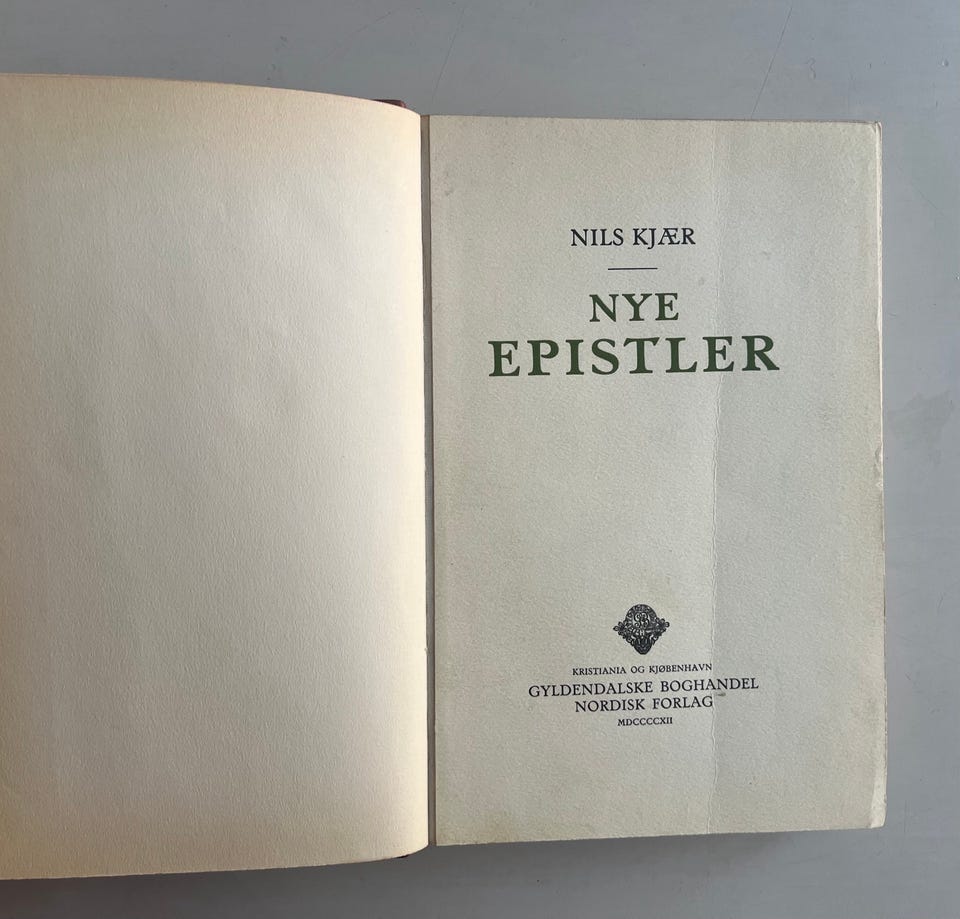 NILS KJÆR
NYE
EPISTLER
KRISTIANIA OG KJØBENHAVN
GYLDENDALSKE BOGHANDEL
NORDISK FORLAG
MDCCCCXII